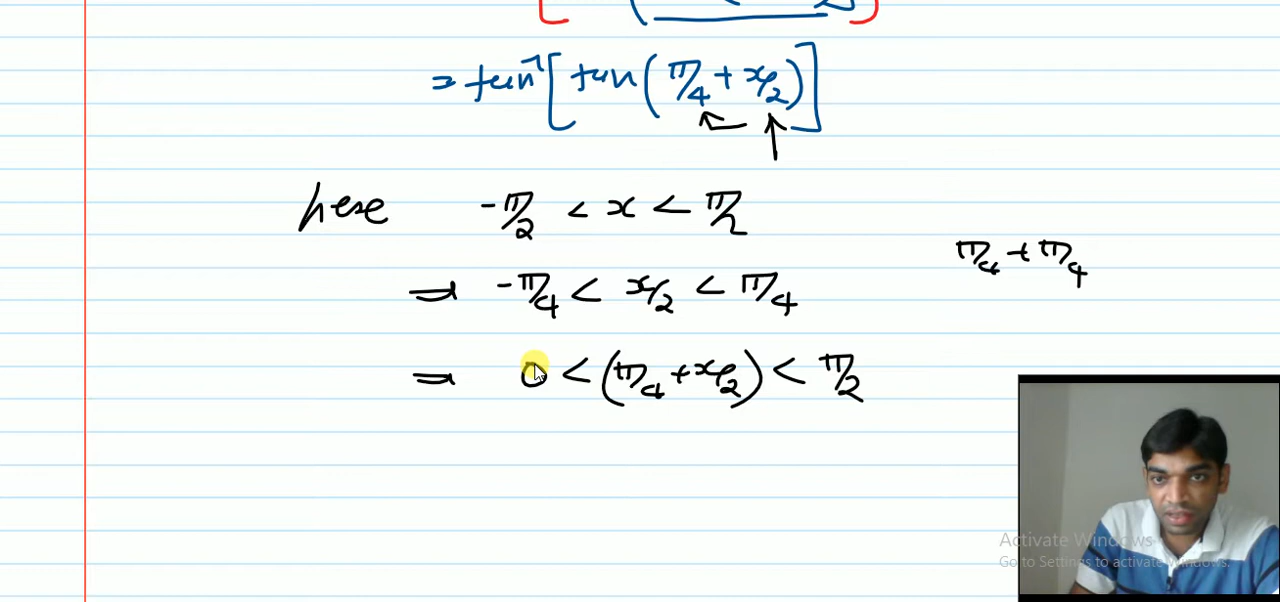 = tan⁻¹[tan(π/4 + x/2)]
here -π/2 < x < π/2
π/4 + π/4
⇒ -π/4 < x/2 < π/4
⇒ 0 < (π/4 + x/2) < π/2
Activate Windows
Go to Settings to activate Windows.